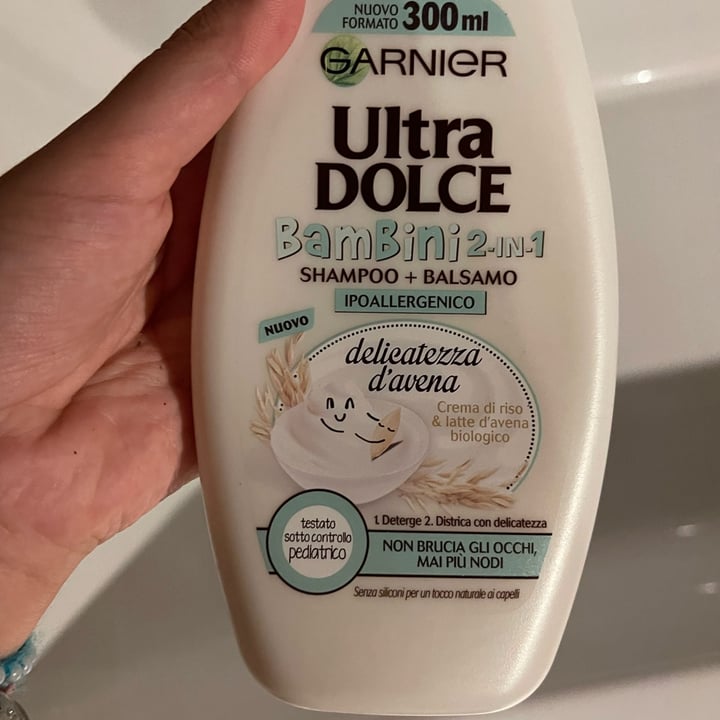 NUOVO
FORMATO 300ml
GARNIER
Ultra
DOLCE
BamBini 2-IN-1
SHAMPOO + BALSAMO
IPOALLERGENICO
NUOVO
delicatezza
d'avena
Crema di riso
& latte d'avena
biologico
1. Deterge 2. Districa con delicatezza
testato
sotto controllo
pediatrico
NON BRUCIA GLI OCCHI,
MAI PIÙ NODI
Senza siliconi per un tocco naturale ai capelli